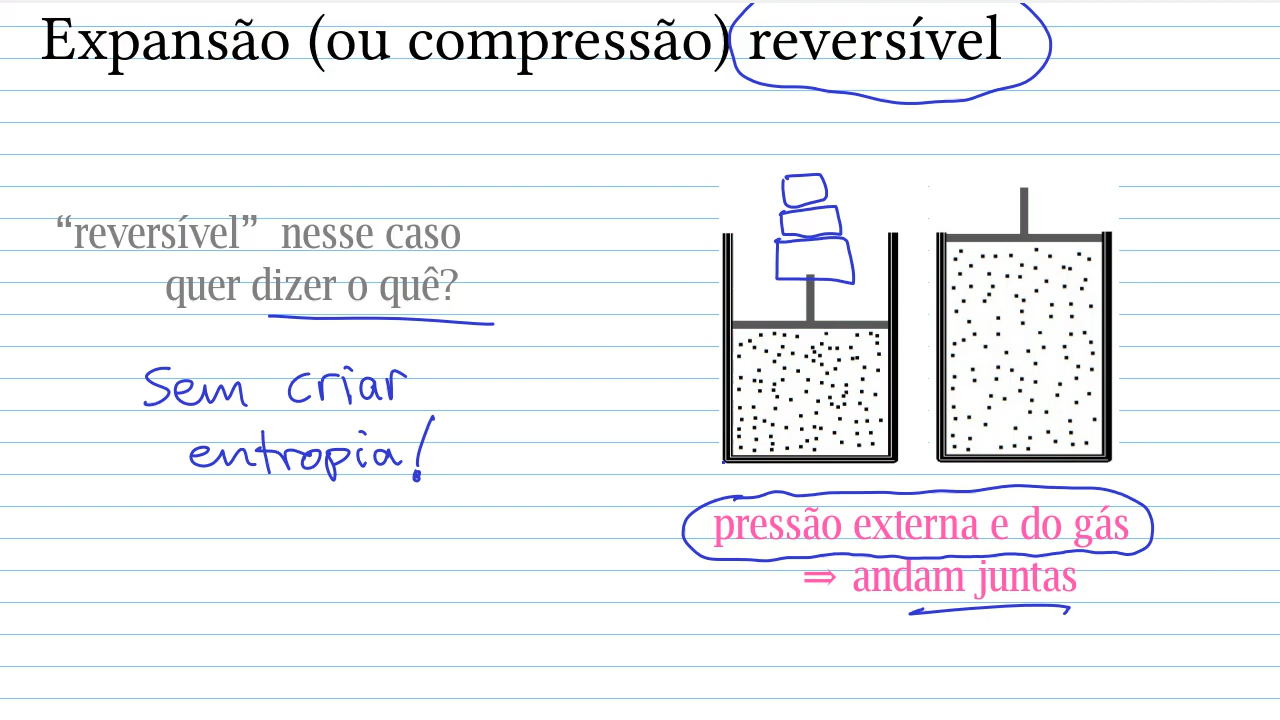 Expansão (ou compressão) reversível
“reversível” nesse caso
quer dizer o quê?
Sem criar
entropia!
pressão externa e do gás
⇒ andam juntas